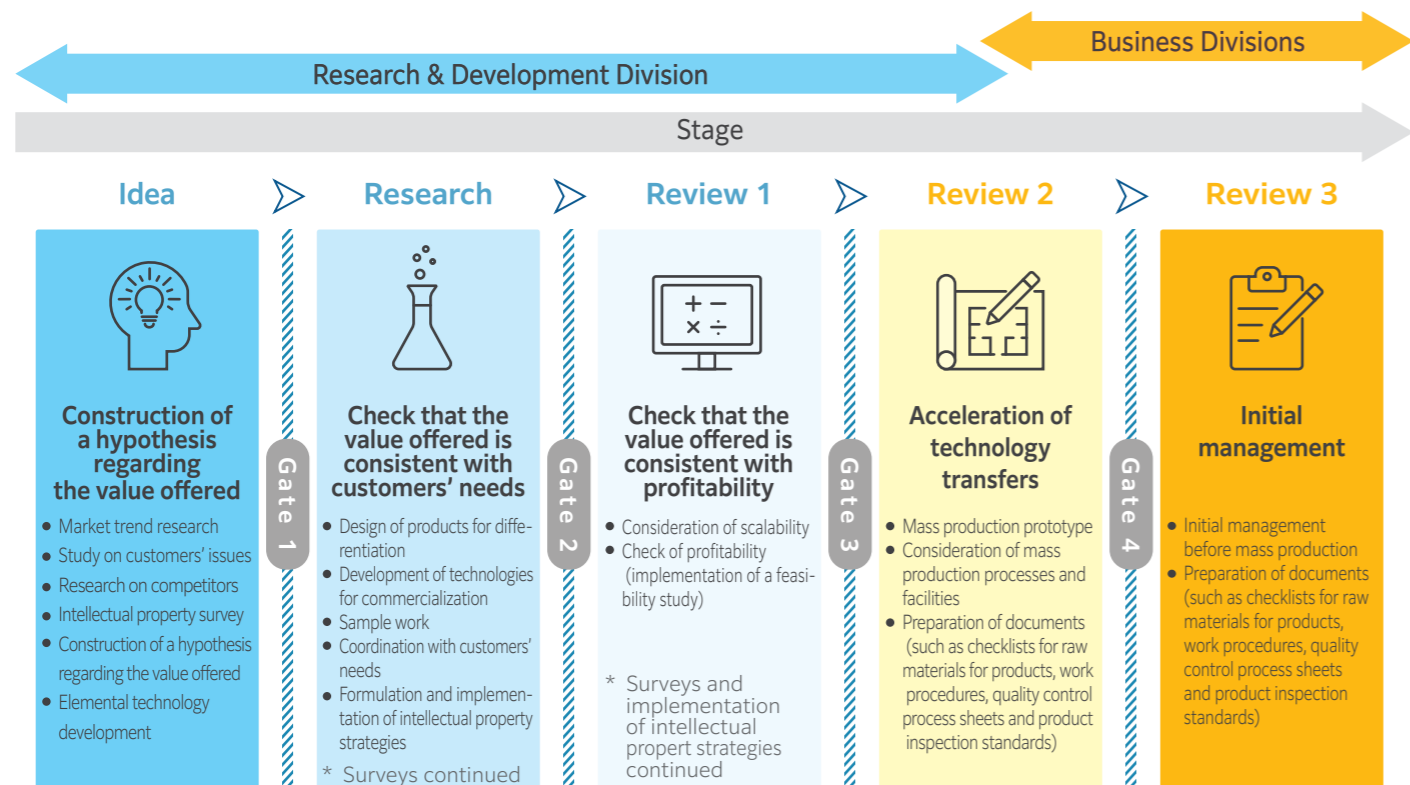 Business Divisions
Research & Development Division
Stage
Idea
Research
Review 1
Review 2
Review 3
+ −
× ÷
Construction of
a hypothesis
regarding
the value offered
• Market trend research
• Study on customers’ issues
• Research on competitors
• Intellectual property survey
• Construction of a hypothesis
regarding the value offered
• Elemental technology
development
Gate 1
Check that the
value offered is
consistent with
customers’ needs
• Design of products for diffe-
rentiation
• Development of technologies
for commercialization
• Sample work
• Coordination with customers’
needs
• Formulation and implemen-
tation of intellectual property
strategies
* Surveys continued
Gate 2
Check that the
value offered is
consistent with
profitability
• Consideration of scalability
• Check of profitability
(implementation of a feasi-
bility study)
* Surveys and
implementation
of intellectual
propert strategies
continued
Gate 3
Acceleration of
technology
transfers
• Mass production prototype
• Consideration of mass
production processes and
facilities
• Preparation of documents
(such as checklists for raw
materials for products, work
procedures, quality control
process sheets and product
inspection standards)
Gate 4
Initial
management
• Initial management
before mass production
• Preparation of documents
(such as checklists for raw
materials for products,
work procedures, quality
control process sheets
and product inspection
standards)